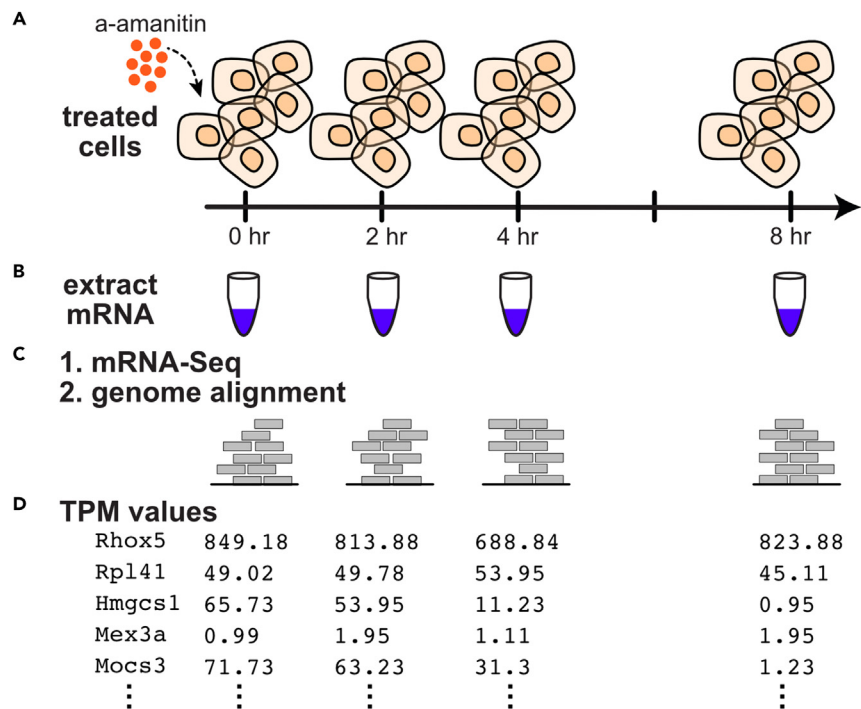 A
a-amanitin
treated
cells
0 hr 2 hr 4 hr 8 hr
B
extract
mRNA
C
1. mRNA-Seq
2. genome alignment
D
TPM values
Rhox5 849.18 813.88 688.84 823.88
Rpl41 49.02 49.78 53.95 45.11
Hmgcs1 65.73 53.95 11.23 0.95
Mex3a 0.99 1.95 1.11 1.95
Mocs3 71.73 63.23 31.3 1.23